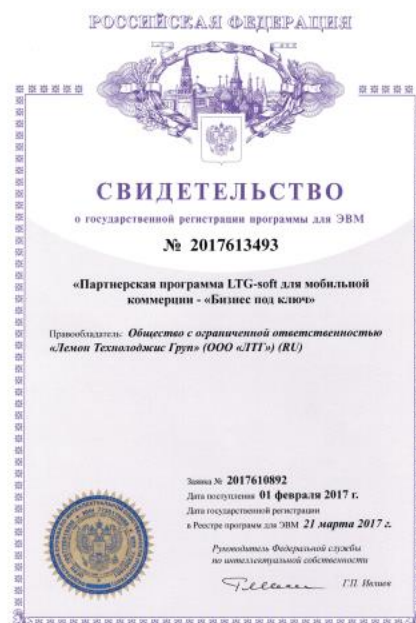 РОССИЙСКАЯ ФЕДЕРАЦИЯ
СВИДЕТЕЛЬСТВО
о государственной регистрации программы для ЭВМ
№ 2017613493
«Партнерская программа LTG-soft для мобильной
коммерции - «Бизнес под ключ»
Правообладатель: Общество с ограниченной ответственностью
«Лемон Технолоджис Груп» (ООО «ЛТГ») (RU)
Заявка № 2017610892
Дата поступления 01 февраля 2017 г.
Дата государственной регистрации
в Реестре программ для ЭВМ 21 марта 2017 г.
Руководитель Федеральной службы
по интеллектуальной собственности
Г.П. Ивлиев